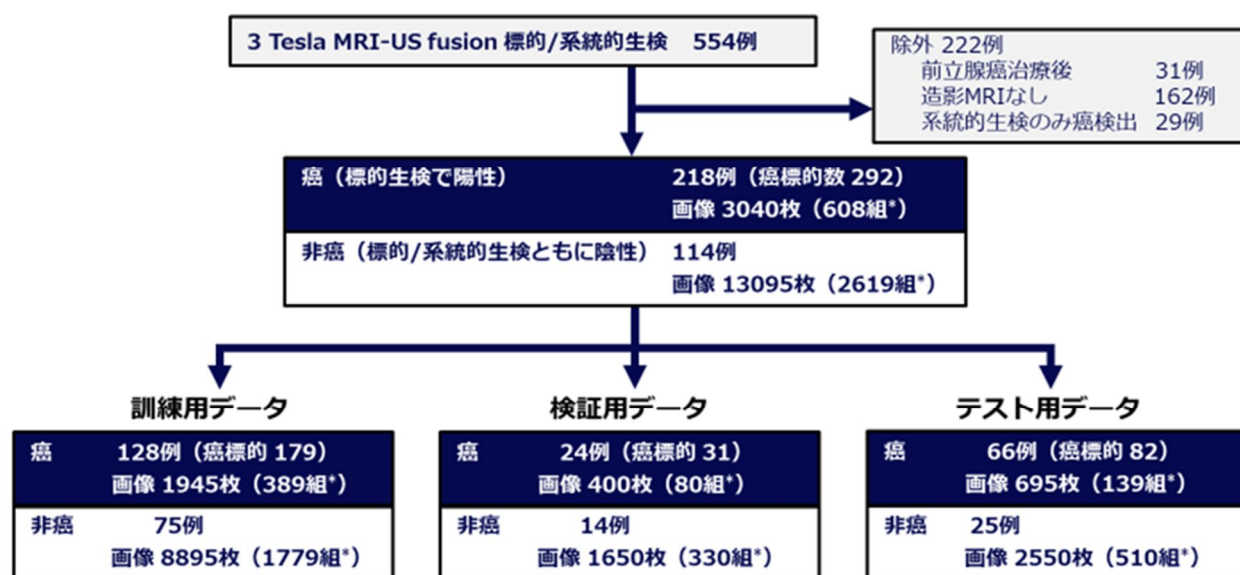 3 Tesla MRI-US fusion 標的/系統的生検 554例
除外 222例
前立腺癌治療後 31例
造影MRIなし 162例
系統的生検のみ癌検出 29例
癌（標的生検で陽性） 218例（癌標的数 292）
画像 3040枚（608組*）
非癌（標的/系統的生検ともに陰性） 114例
画像 13095枚（2619組*）
訓練用データ
癌 128例（癌標的 179）
画像 1945枚（389組*）
非癌 75例
画像 8895枚（1779組*）
検証用データ
癌 24例（癌標的 31）
画像 400枚（80組*）
非癌 14例
画像 1650枚（330組*）
テスト用データ
癌 66例（癌標的 82）
画像 695枚（139組*）
非癌 25例
画像 2550枚（510組*）